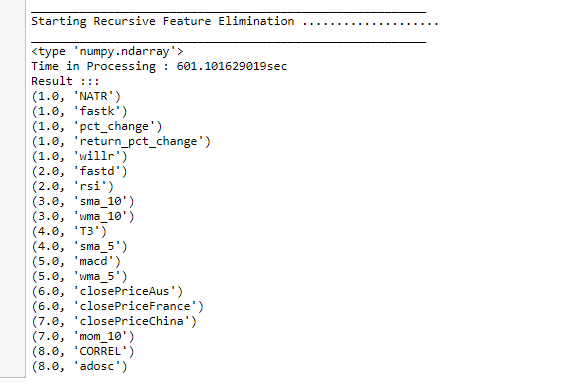 Starting Recursive Feature Elimination ....................
<type 'numpy.ndarray'>
Time in Processing : 601.101629019sec
Result :::
(1.0, 'NATR')
(1.0, 'fastk')
(1.0, 'pct_change')
(1.0, 'return_pct_change')
(1.0, 'willr')
(2.0, 'fastd')
(2.0, 'rsi')
(3.0, 'sma_10')
(3.0, 'wma_10')
(4.0, 'T3')
(4.0, 'sma_5')
(5.0, 'macd')
(5.0, 'wma_5')
(6.0, 'closePriceAus')
(6.0, 'closePriceFrance')
(7.0, 'closePriceChina')
(7.0, 'mom_10')
(8.0, 'CORREL')
(8.0, 'adosc')